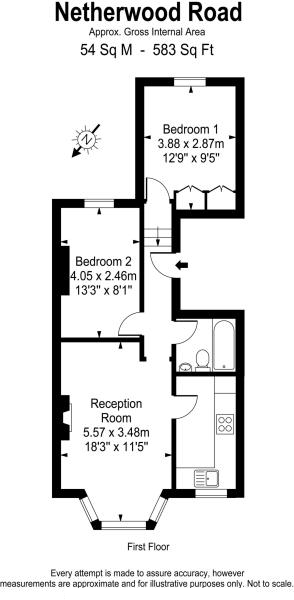 Netherwood Road
Approx. Gross Internal Area
54 Sq M  -  583 Sq Ft
Bedroom 1
3.88 x 2.87m
12'9" x 9'5"
N
Bedroom 2
4.05 x 2.46m
13'3" x 8'1"
Reception
Room
5.57 x 3.48m
18'3" x 11'5"
First Floor
Every attempt is made to assure accuracy, however
measurements are approximate and for illustrative purposes only. Not to scale.